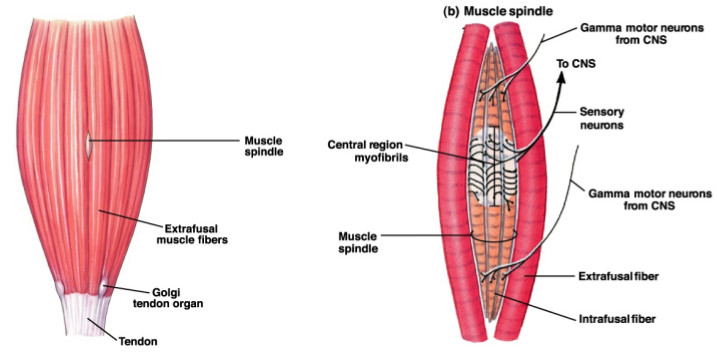 Muscle
spindle
Extrafusal
muscle fibers
Golgi
tendon organ
Tendon
(b) Muscle spindle
Gamma motor neurons
from CNS
To CNS
Sensory
neurons
Central region
myofibrils
Gamma motor neurons
from CNS
Muscle
spindle
Extrafusal fiber
Intrafusal fiber